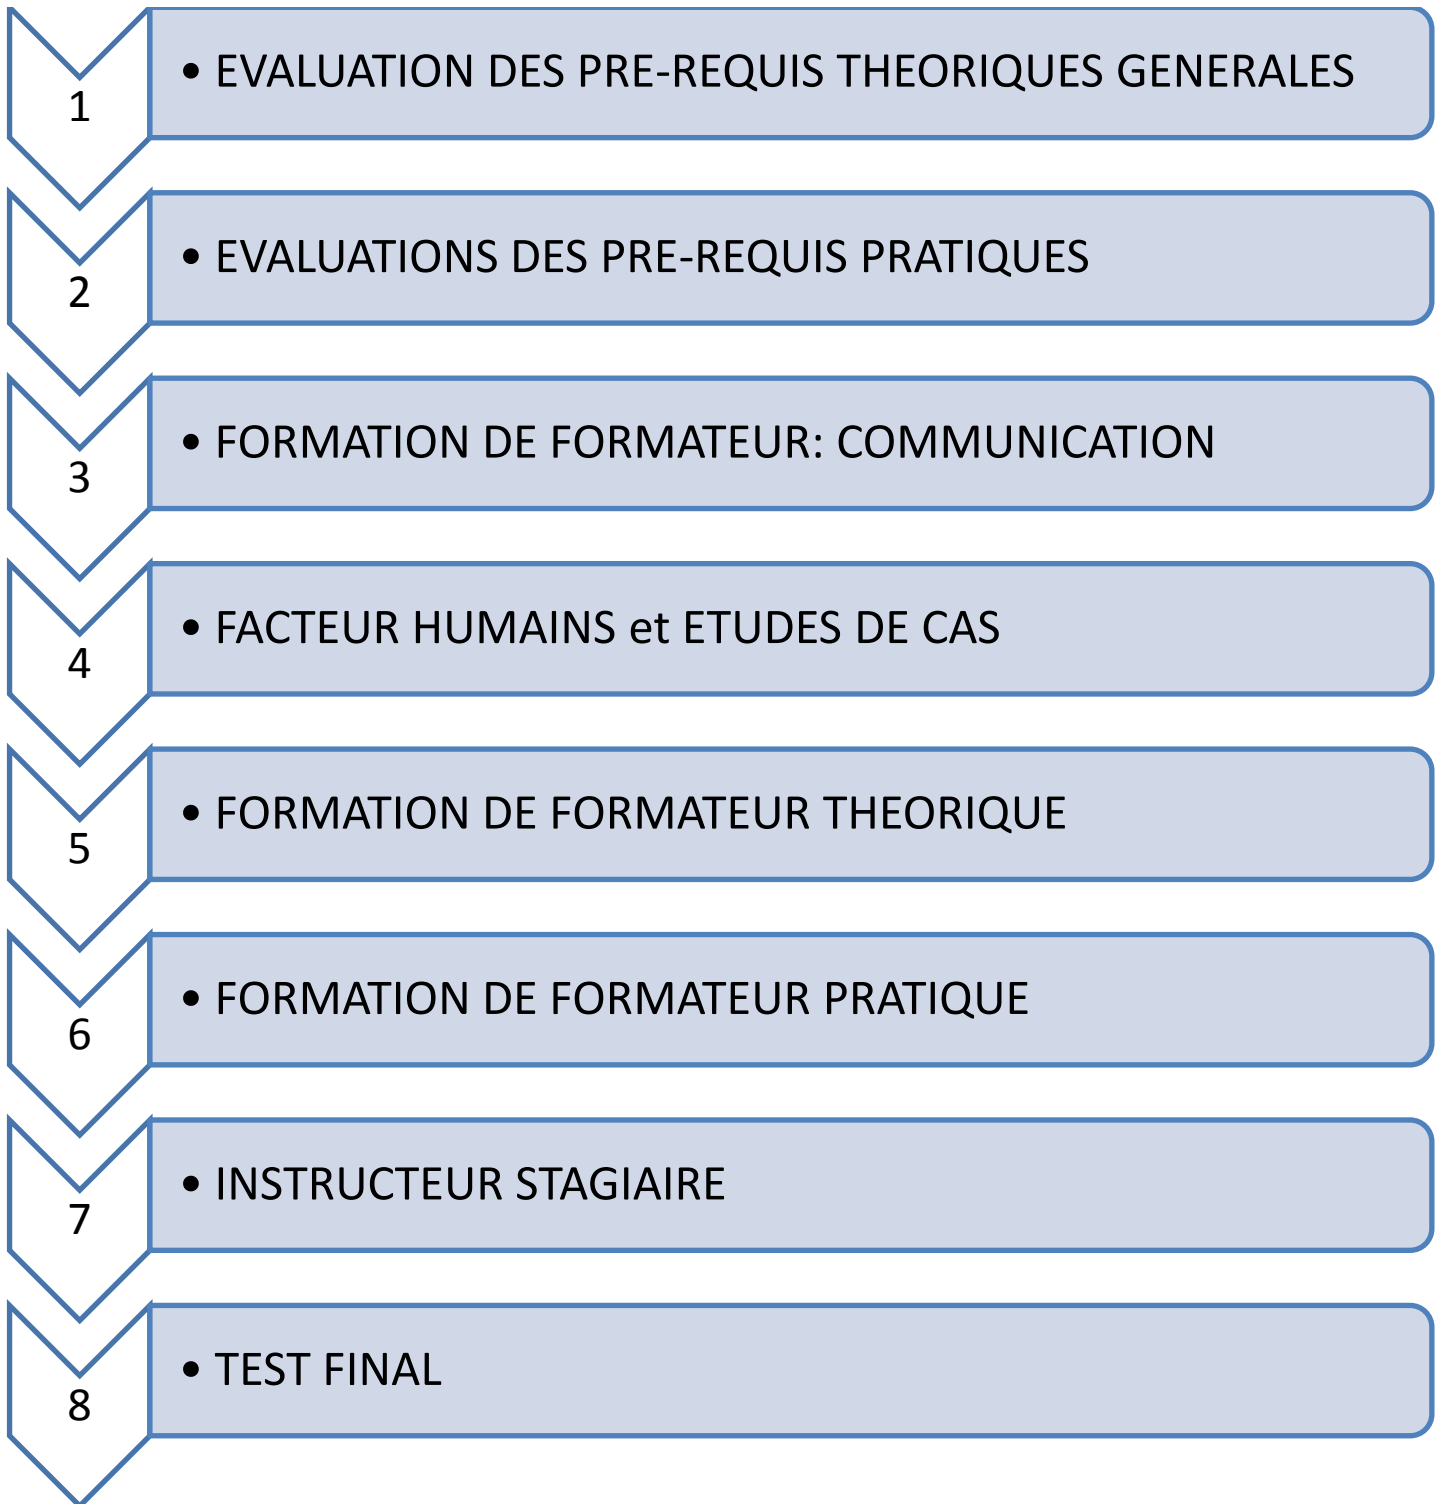 1
• EVALUATION DES PRE-REQUIS THEORIQUES GENERALES
2
• EVALUATIONS DES PRE-REQUIS PRATIQUES
3
• FORMATION DE FORMATEUR: COMMUNICATION
4
• FACTEUR HUMAINS et ETUDES DE CAS
5
• FORMATION DE FORMATEUR THEORIQUE
6
• FORMATION DE FORMATEUR PRATIQUE
7
• INSTRUCTEUR STAGIAIRE
8
• TEST FINAL